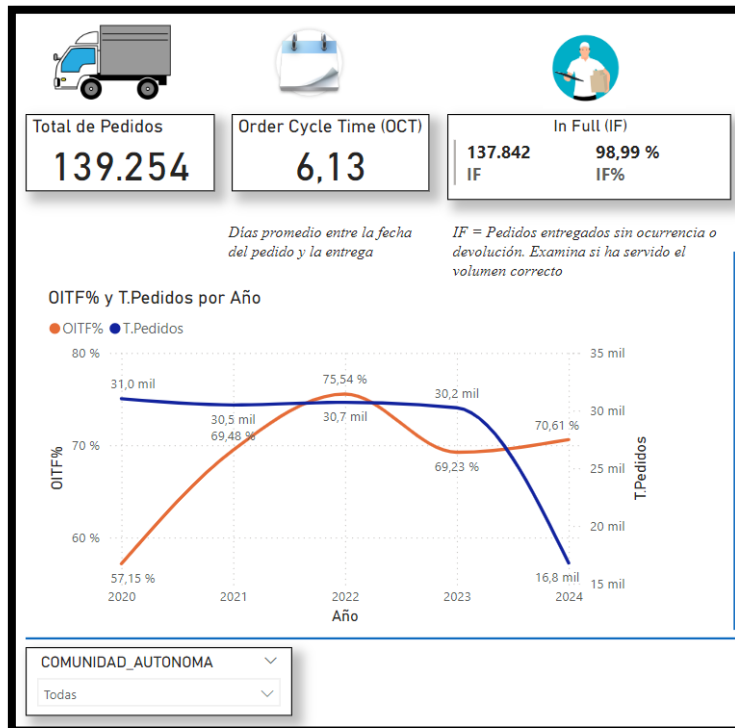 Total de Pedidos
139.254
Order Cycle Time (OCT)
6,13
In Full (IF)
137.842
98,99 %
IF
IF%
Días promedio entre la fecha
del pedido y la entrega
IF = Pedidos entregados sin ocurrencia o
devolución. Examina si ha servido el
volumen correcto
OITF% y T.Pedidos por Año
OITF% T.Pedidos
80 %
70 %
60 %
OITF%
35 mil
30 mil
25 mil
20 mil
15 mil
T.Pedidos
31,0 mil
30,5 mil
69,48 %
75,54 %
30,7 mil
30,2 mil
69,23 %
70,61 %
57,15 %
16,8 mil
2020 2021 2022 2023 2024
Año
COMUNIDAD_AUTONOMA
Todas